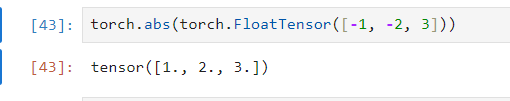 [43]: torch.abs(torch.FloatTensor([-1, -2, 3]))
[43]: tensor([1., 2., 3.])